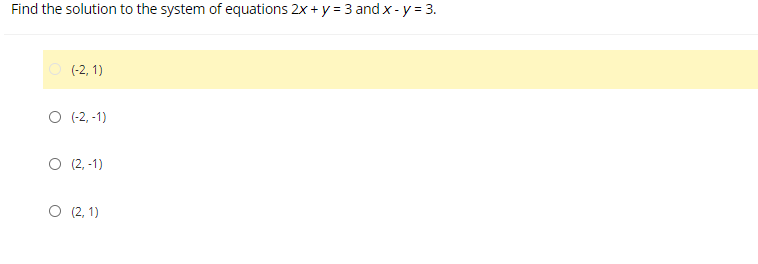 Find the solution to the system of equations 2x + y = 3 and x - y = 3.
(-2, 1)
(-2, -1)
(2, -1)
(2, 1)